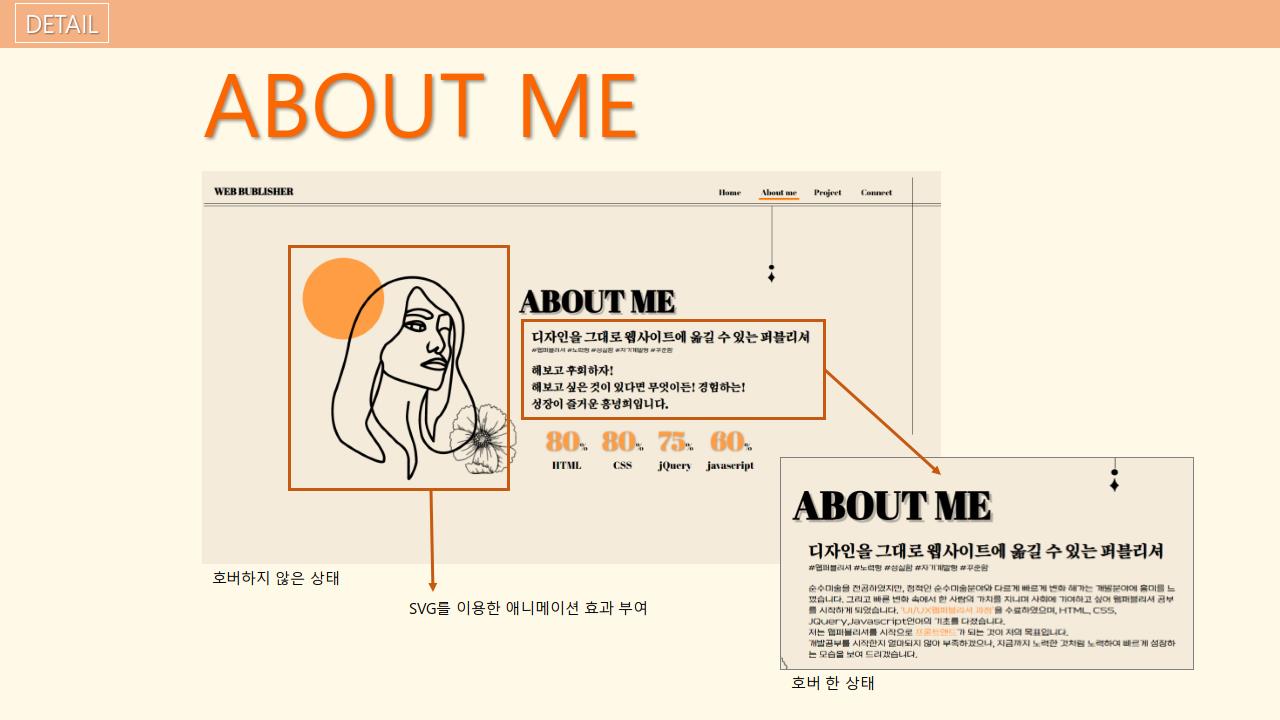 DETAIL
ABOUT ME
WEB BUBLISHER
Home About me Project Connect
ABOUT ME
디자인을 그대로 웹사이트에 옮길 수 있는 퍼블리셔
#웹퍼블리셔 #노력형 #성실함 #자기개발형 #꾸준함
해보고 후회하자!
해보고 싶은 것이 있다면 무엇이든! 경험하는!
성장이 즐거운 홍녕희입니다.
80% 80% 75% 60%
HTML CSS jQuery javascript
호버하지 않은 상태
SVG를 이용한 애니메이션 효과 부여
ABOUT ME
디자인을 그대로 웹사이트에 옮길 수 있는 퍼블리셔
#웹퍼블리셔 #노력형 #성실함 #자기개발형 #꾸준함
순수미술을 전공하였지만, 정적인 순수미술분야와 다르게 빠르게 변화 해가는 개발분야에 흥미를 느
꼈습니다. 그리고 빠른 변화 속에서 한 사람의 가치를 지니며 사회에 기여하고 싶어 웹퍼블리셔 공부
를 시작하게 되었습니다. 'UI/UX웹퍼블리셔 과정'을 수료하였으며, HTML, CSS,
JQuery,Javascript언어의 기초를 다졌습니다.
저는 웹퍼블리셔를 시작으로 프론트엔드가 되는 것이 저의 목표입니다.
개발공부를 시작한지 얼마되지 않아 부족하겠으나, 지금까지 노력한 것처럼 노력하여 빠르게 성장하
는 모습을 보여 드리겠습니다.
호버 한 상태